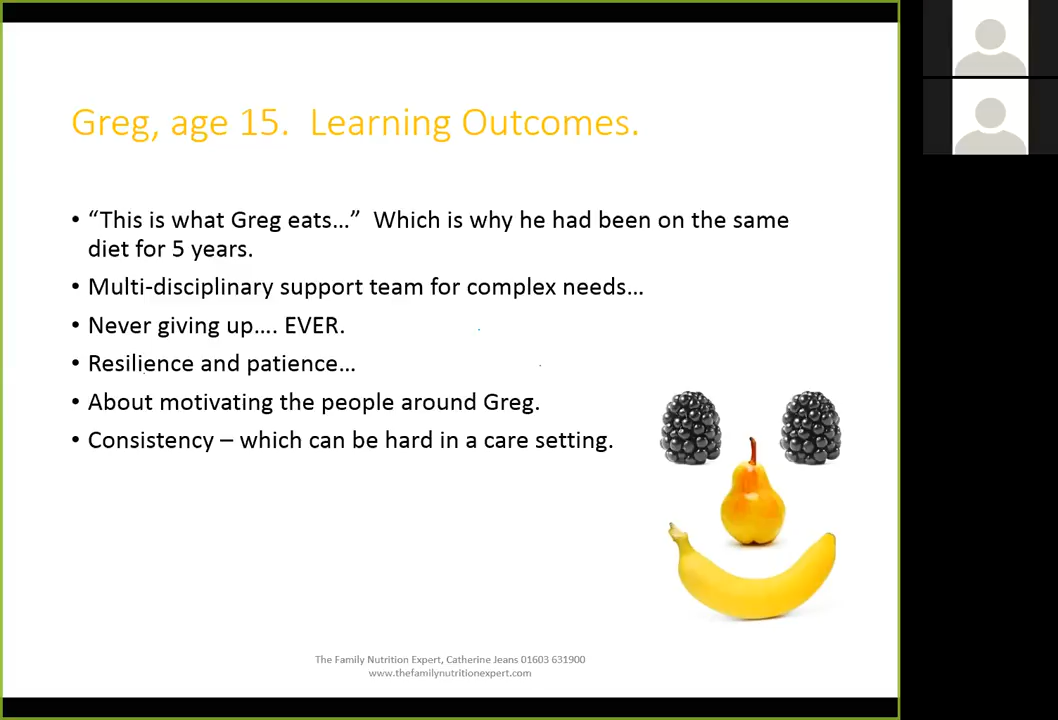 Greg, age 15.  Learning Outcomes.
• “This is what Greg eats…”  Which is why he had been on the same
diet for 5 years.
• Multi-disciplinary support team for complex needs…
• Never giving up…. EVER.
• Resilience and patience…
• About motivating the people around Greg.
• Consistency – which can be hard in a care setting.
The Family Nutrition Expert, Catherine Jeans 01603 631900
www.thefamilynutritionexpert.com